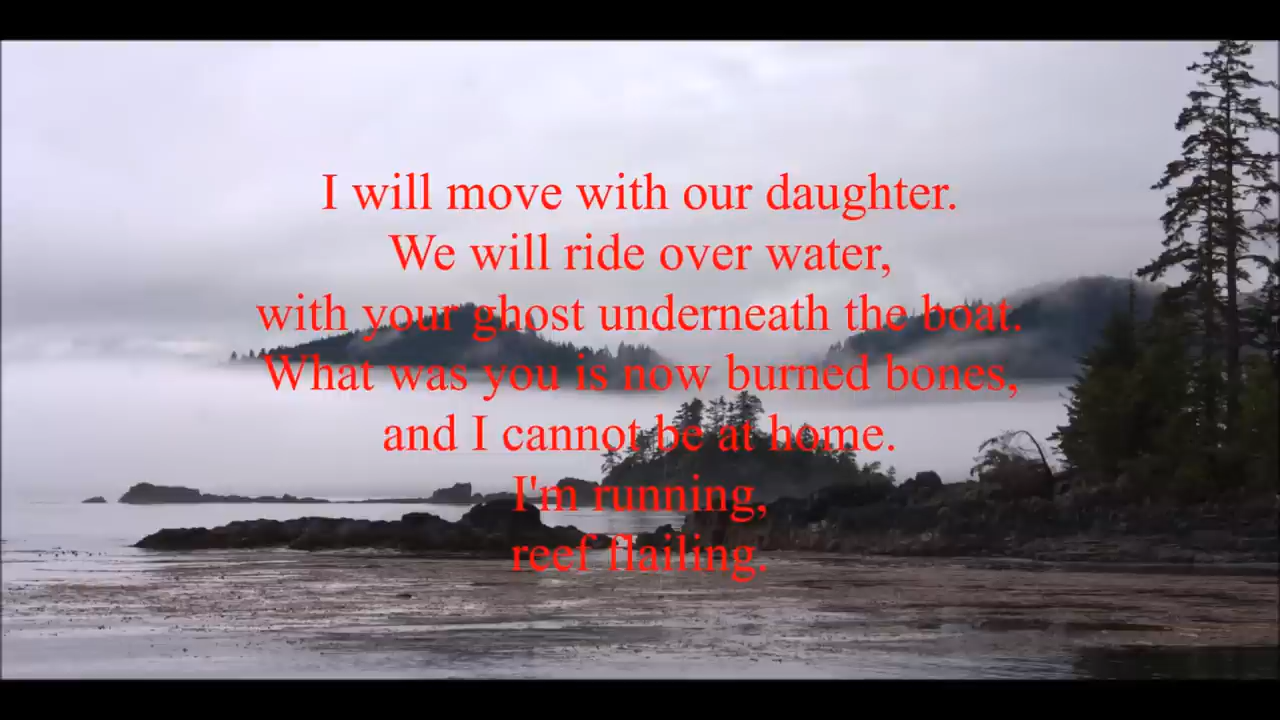 I will move with our daughter.
We will ride over water,
with your ghost underneath the boat.
What was you is now burned bones,
and I cannot be at home.
I'm running,
reef flailing.